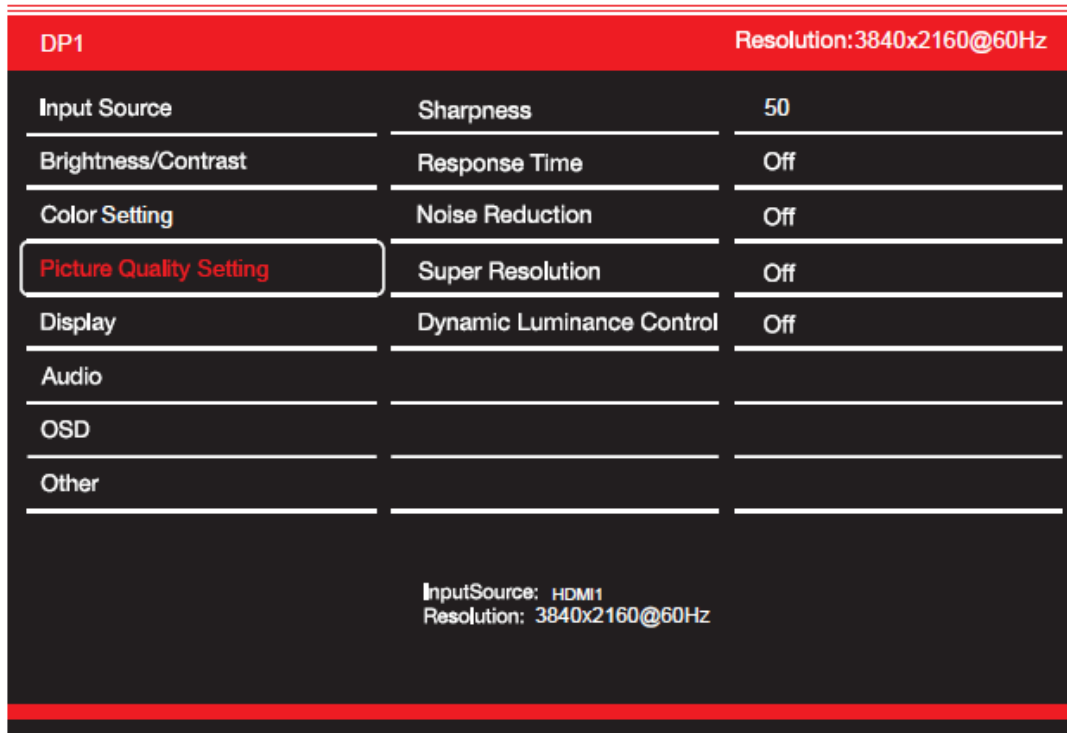 DP1 Resolution:3840x2160@60Hz
Input Source Sharpness 50
Brightness/Contrast Response Time Off
Color Setting Noise Reduction Off
Picture Quality Setting Super Resolution Off
Display Dynamic Luminance Control Off
Audio
OSD
Other
InputSource: HDMI1
Resolution: 3840x2160@60Hz